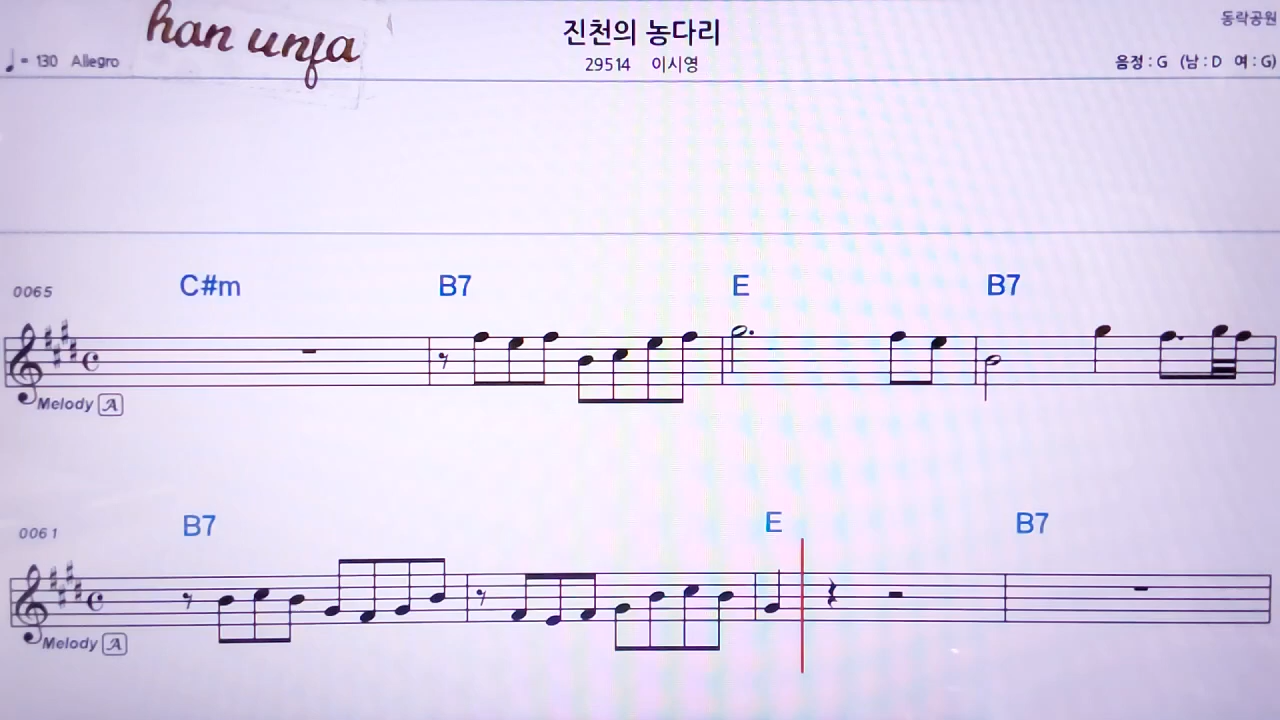 han unja
진천의 농다리
동락공원
♩= 130 Allegro
29514 이시영
음정 : G (남 : D 여 : G)
C#m B7 E B7
0065
Melody A
B7 E B7
0061
Melody A